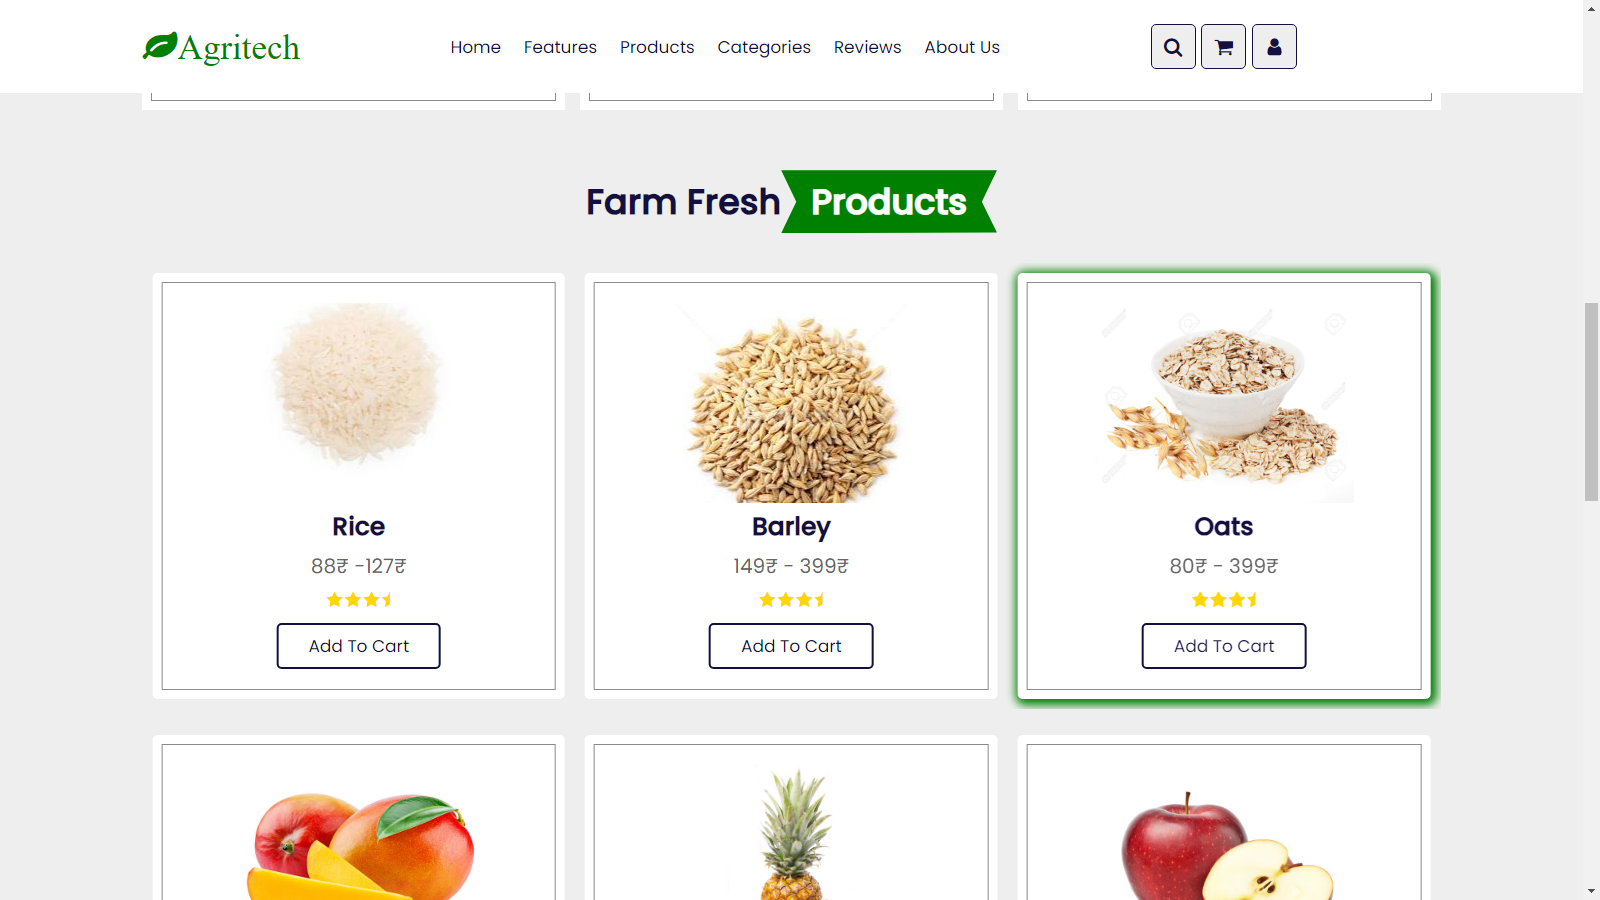 Agritech
Home Features Products Categories Reviews About Us
Farm Fresh Products
Rice
88₹ -127₹
Add To Cart
Barley
149₹ - 399₹
Add To Cart
Oats
80₹ - 399₹
Add To Cart